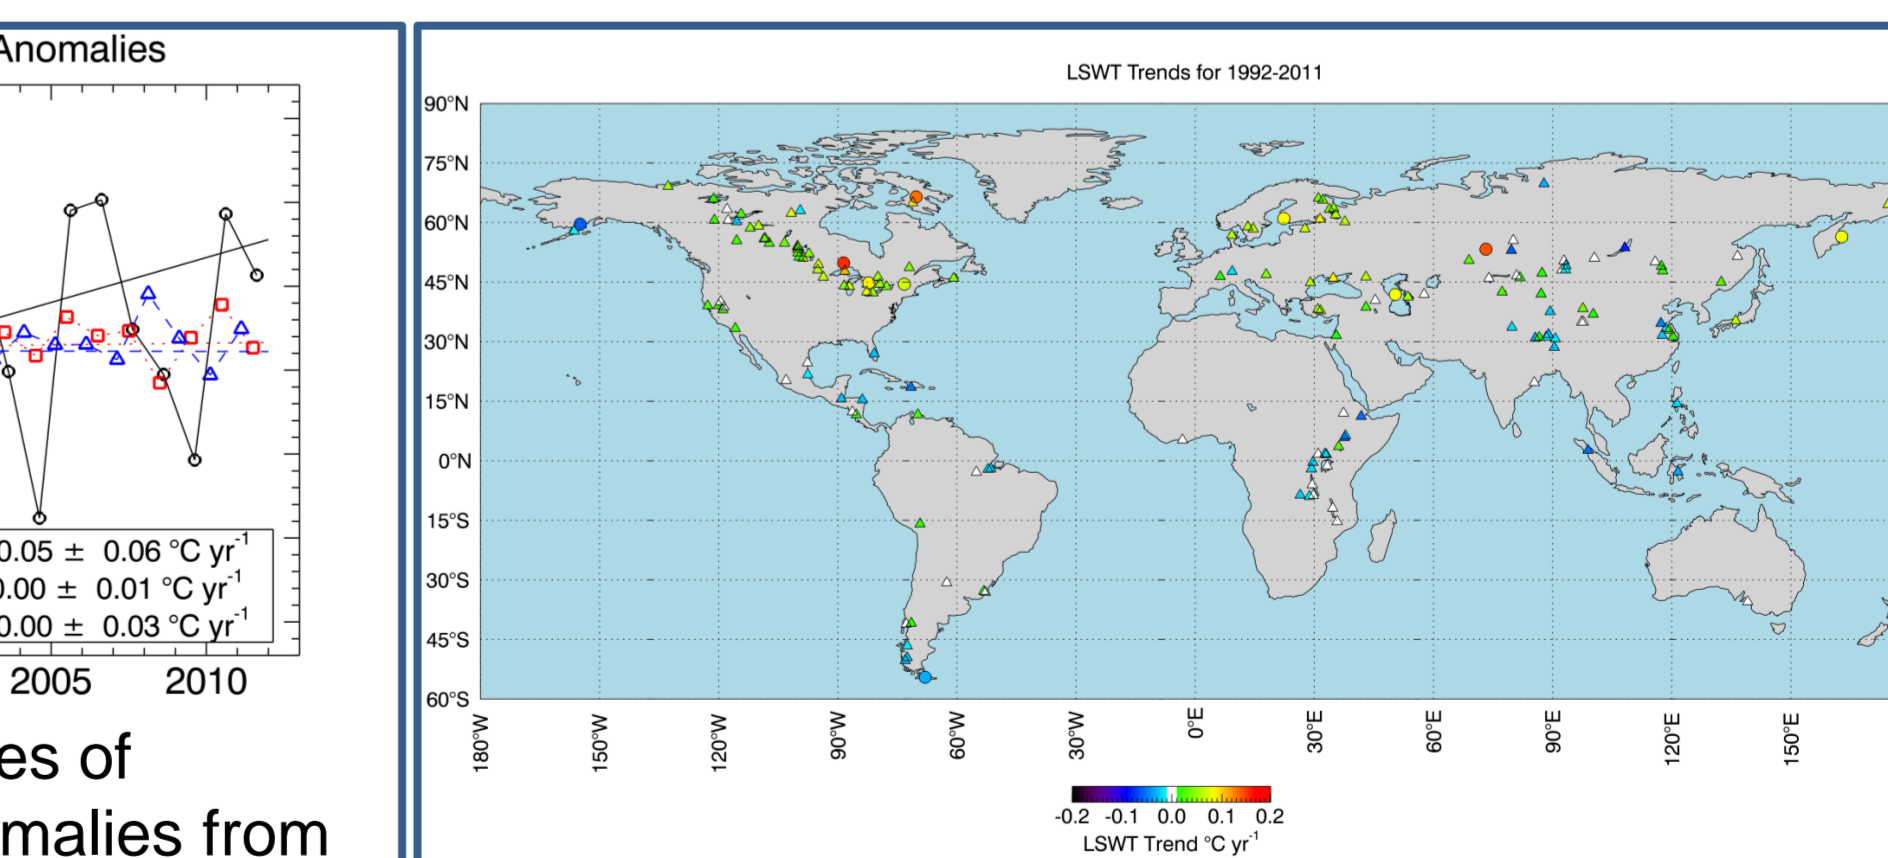 Anomalies
0.05 ± 0.06 °C yr-1
0.00 ± 0.01 °C yr-1
0.00 ± 0.03 °C yr-1
2005 2010
es of
malies from
LSWT Trends for 1992-2011
90°N
75°N
60°N
45°N
30°N
15°N
0°N
15°S
30°S
45°S
60°S
180°W 150°W 120°W 90°W 60°W 30°W 0°E 30°E 60°E 90°E 120°E 150°E
-0.2 -0.1 0.0 0.1 0.2
LSWT Trend °C yr-1